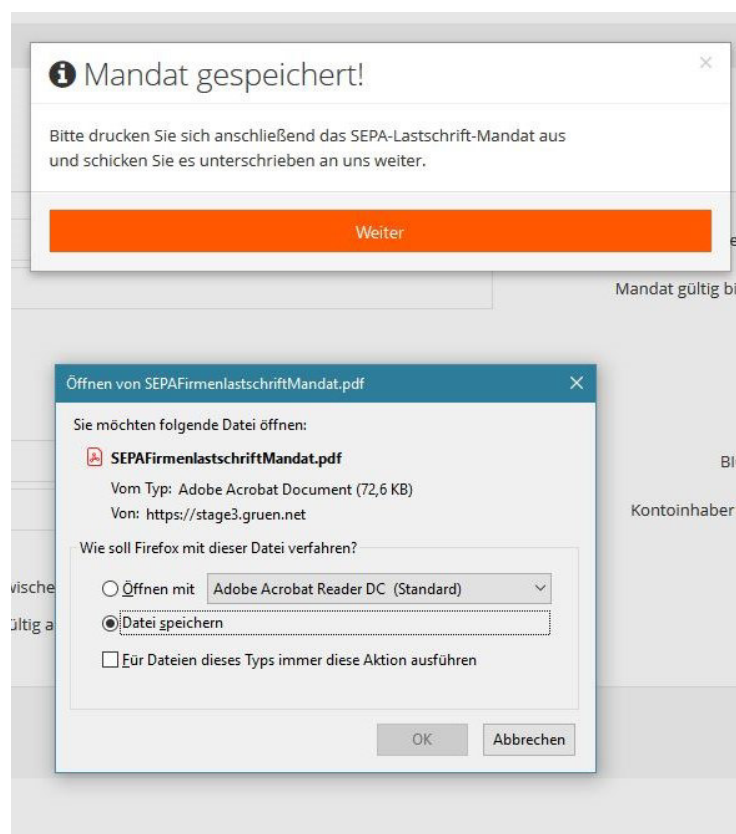 Mandat gespeichert!
Bitte drucken Sie sich anschließend das SEPA-Lastschrift-Mandat aus
und schicken Sie es unterschrieben an uns weiter.
Weiter
Mandat gültig bi
Öffnen von SEPAFirmenlastschriftMandat.pdf
Sie möchten folgende Datei öffnen:
SEPAFirmenlastschriftMandat.pdf
Vom Typ: Adobe Acrobat Document (72,6 KB)
Von: https://stage3.gruen.net
Kontoinhaber
Wie soll Firefox mit dieser Datei verfahren?
Öffnen mit Adobe Acrobat Reader DC (Standard)
Datei speichern
Für Dateien dieses Typs immer diese Aktion ausführen
OK Abbrechen